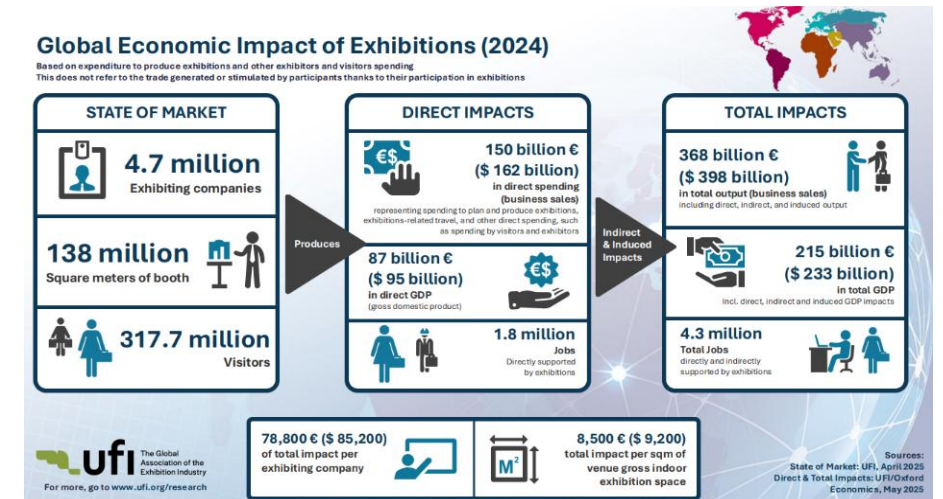 Global Economic Impact of Exhibitions (2024)
Based on expenditure to produce exhibitions and other exhibitors and visitors spending
This does not refer to the trade generated or stimulated by participants thanks to their participation in exhibitions
STATE OF MARKET
4.7 million
Exhibiting companies
138 million
Square meters of booth
317.7 million
Visitors
Produces
DIRECT IMPACTS
€$
150 billion €
($ 162 billion)
in direct spending
(business sales)
representing spending to plan and produce exhibitions,
exhibitions-related travel, and other direct spending, such
as spending by visitors and exhibitors
87 billion €
($ 95 billion)
in direct GDP
(gross domestic product)
€$
1.8 million
Jobs
Directly supported
by exhibitions
Indirect
& Induced
Impacts
TOTAL IMPACTS
368 billion €
($ 398 billion)
in total output (business sales)
including direct, indirect, and induced output
215 billion €
($ 233 billion)
in total GDP
incl. direct, indirect and induced GDP impacts
4.3 million
Total Jobs
directly and indirectly
supported by exhibitions
78,800 € ($ 85,200)
of total impact per
exhibiting company
M²
8,500 € ($ 9,200)
total impact per sqm of
venue gross indoor
exhibition space
ufi
The Global
Association of the
Exhibition Industry
For more, go to www.ufi.org/research
Sources:
State of Market: UFI, April 2025
Direct & Total Impacts: UFI/Oxford
Economics, May 2025